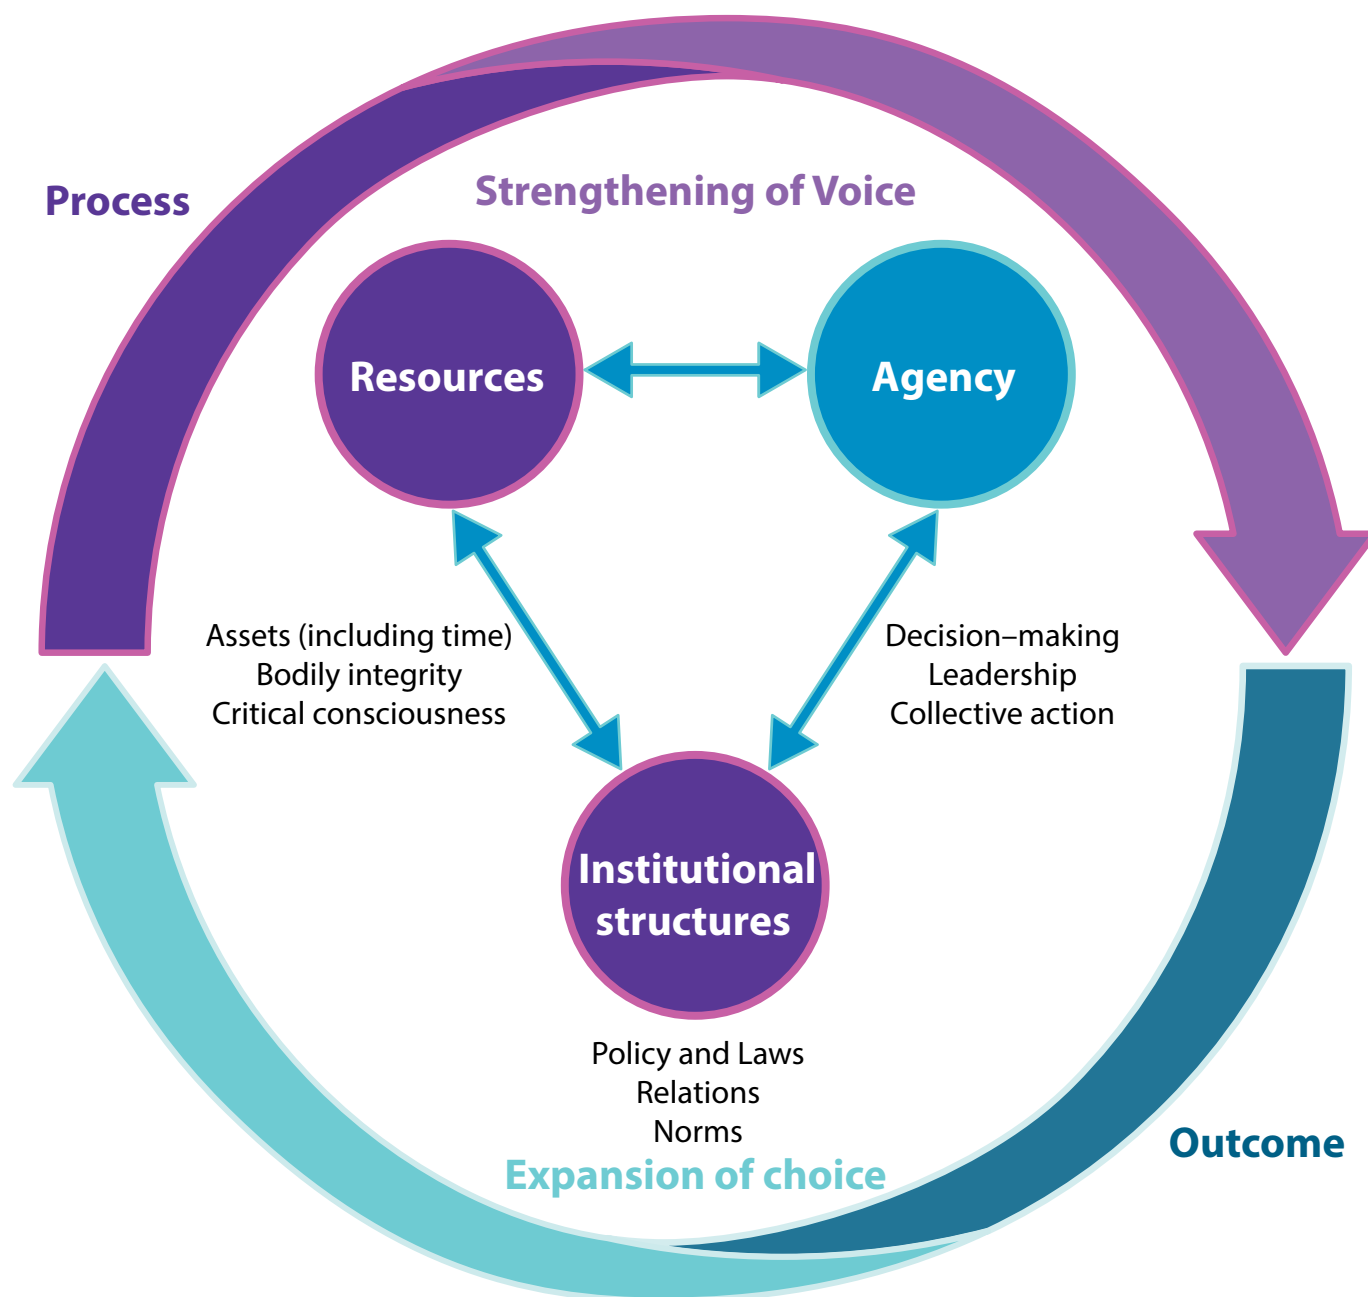 Process
Strengthening of Voice
Resources
Agency
Assets (including time)
Bodily integrity
Critical consciousness
Decision–making
Leadership
Collective action
Institutional
structures
Policy and Laws
Relations
Norms
Expansion of choice
Outcome